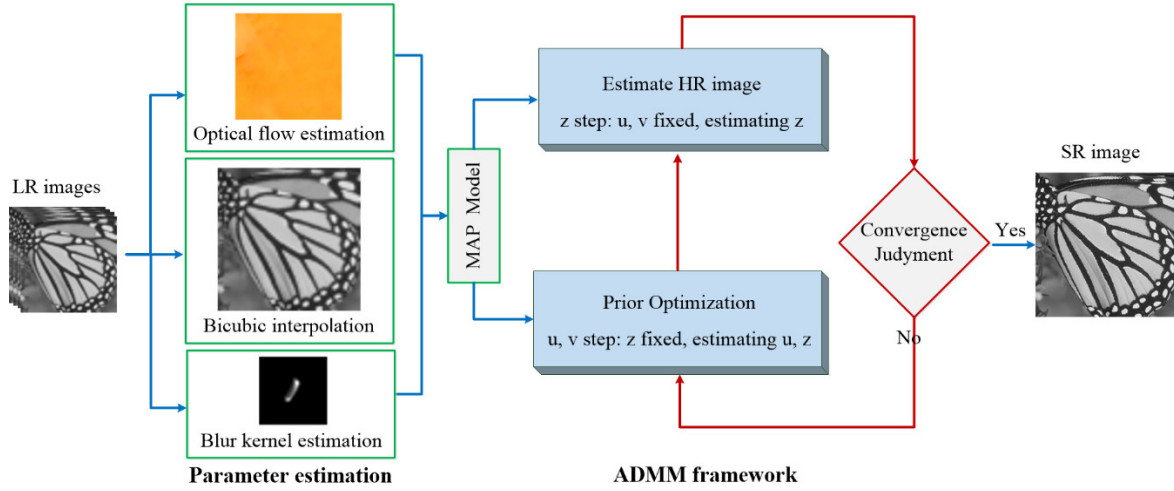 LR images
Optical flow estimation
Bicubic interpolation
Blur kernel estimation
Parameter estimation
MAP Model
Estimate HR image
z step: u, v fixed, estimating z
Prior Optimization
u, v step: z fixed, estimating u, z
ADMM framework
Convergence
Judyment
Yes
No
SR image